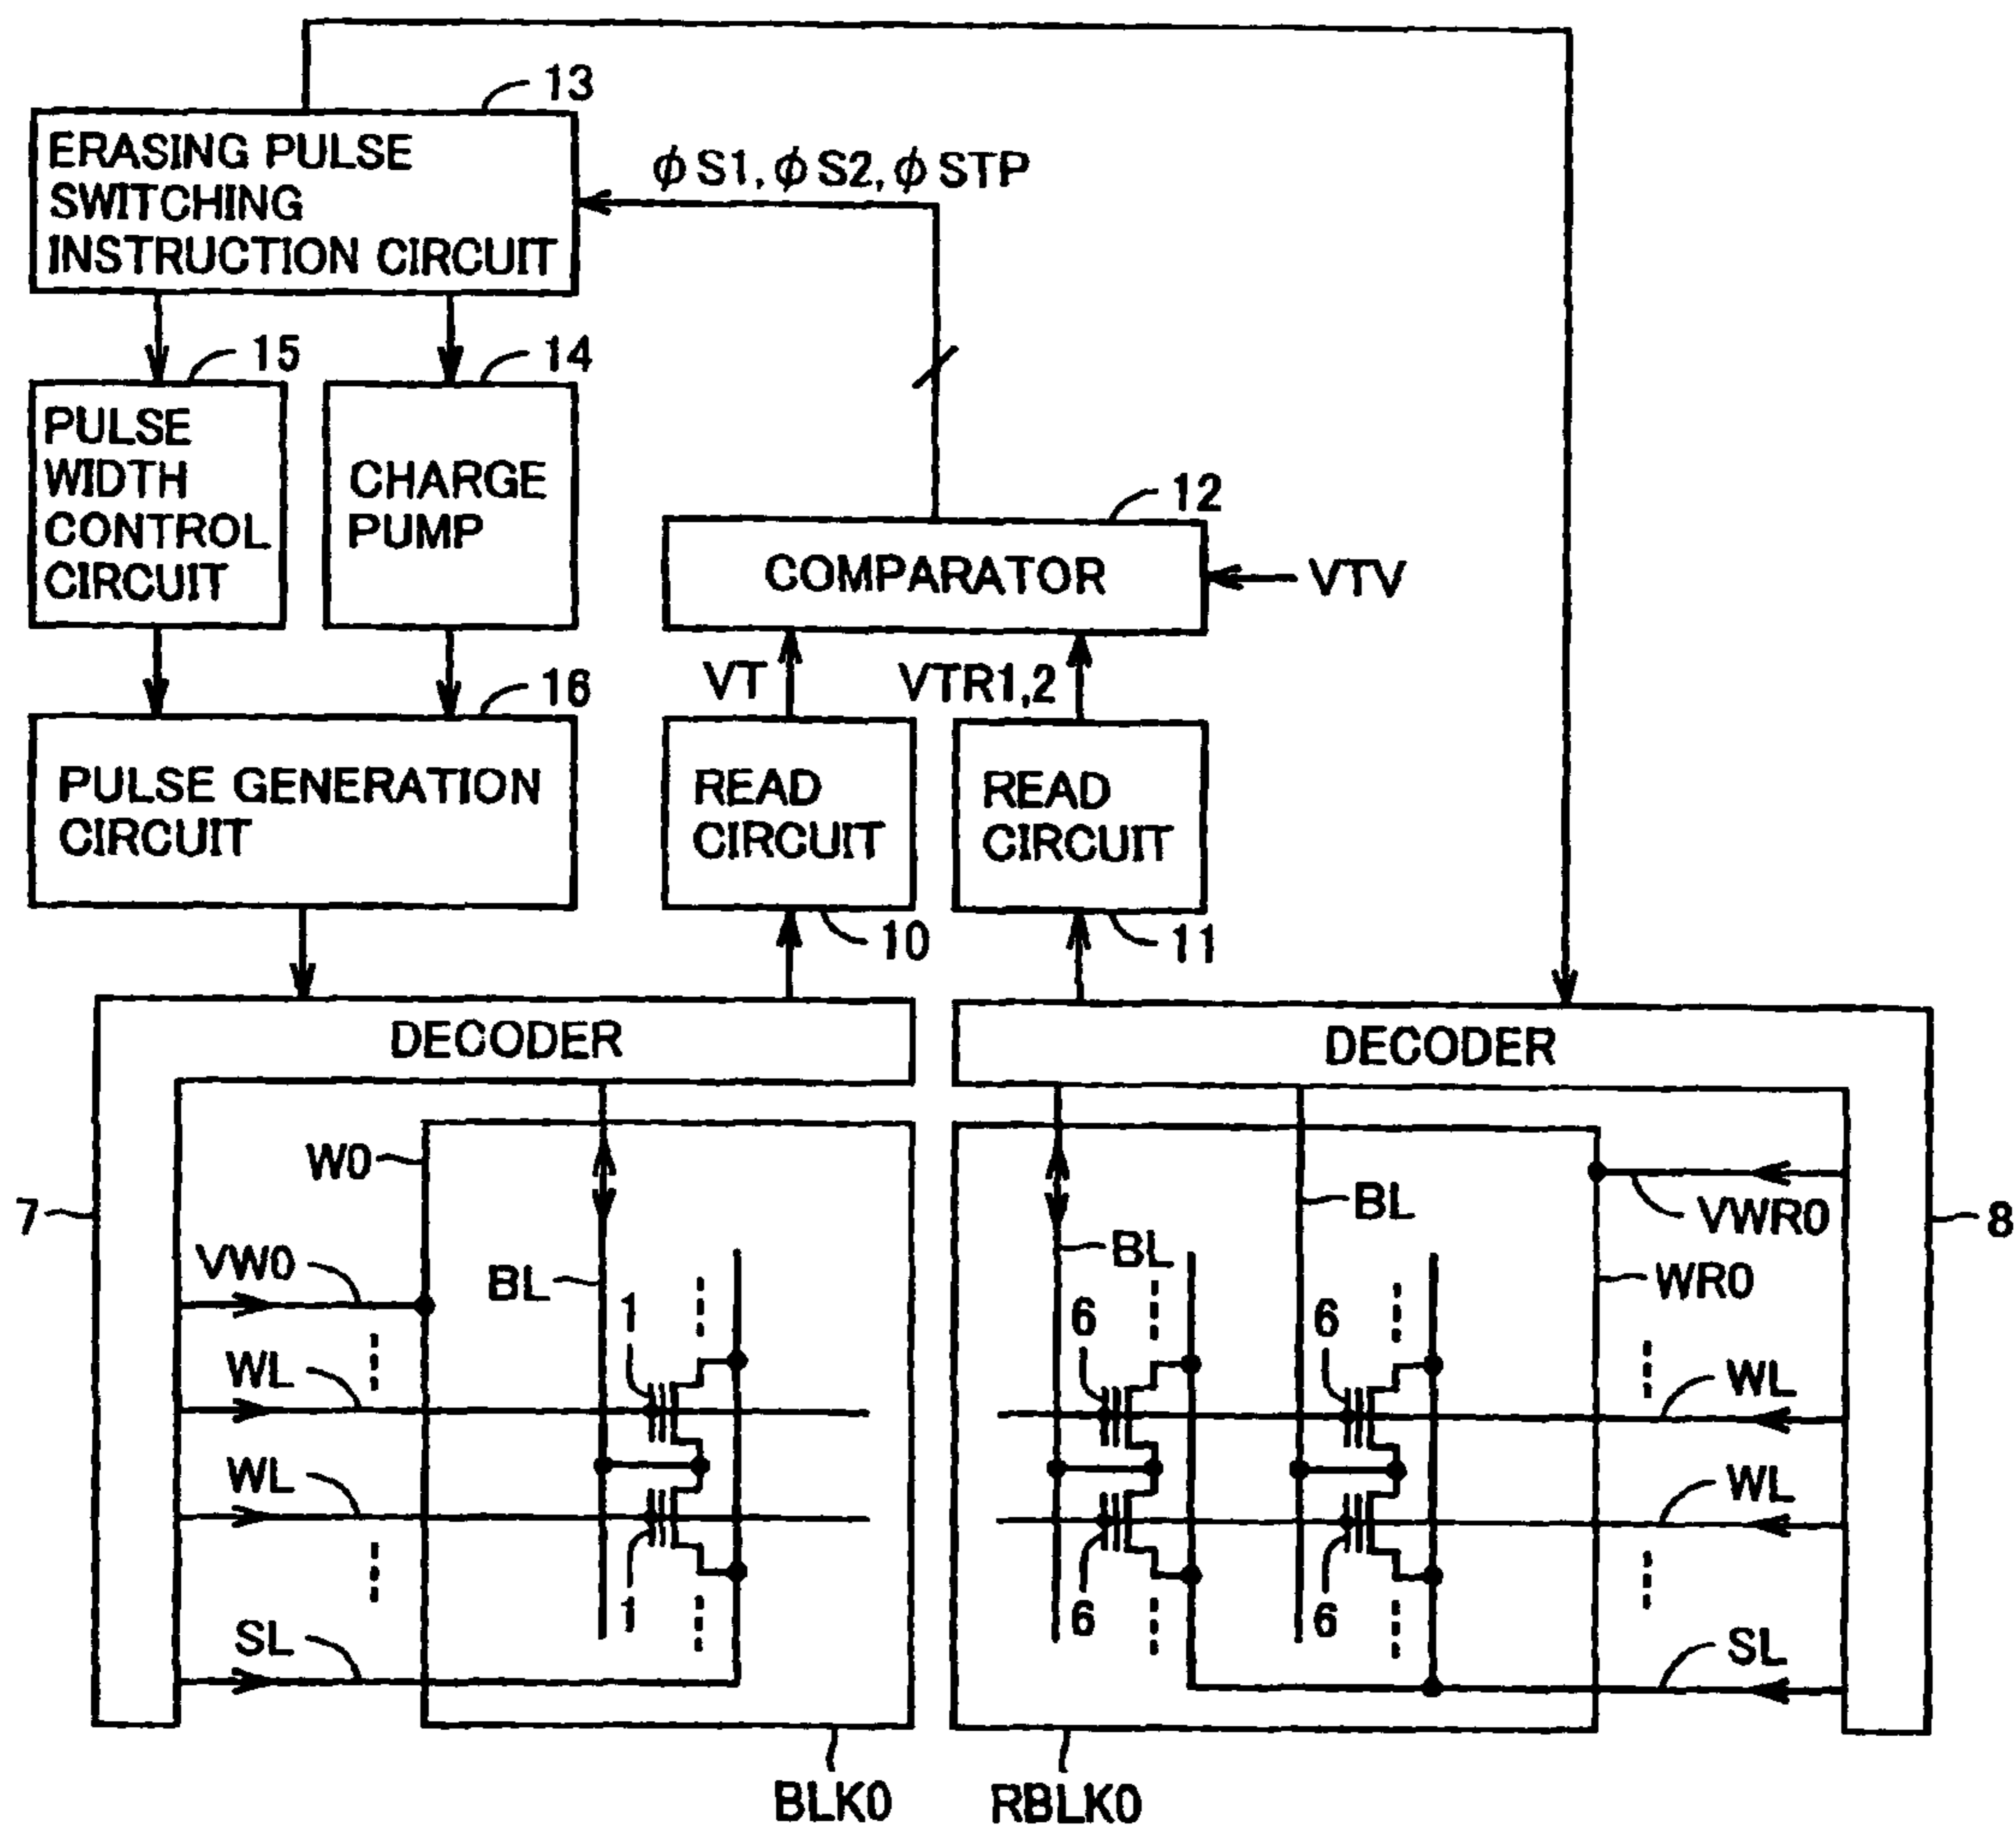 13
ERASING PULSE
SWITCHING
INSTRUCTION CIRCUIT
ϕS1, ϕS2, ϕSTP
15
14
PULSE
WIDTH
CONTROL
CIRCUIT
CHARGE
PUMP
12
COMPARATOR
VTV
VT
VTR1,2
16
PULSE GENERATION
CIRCUIT
READ
CIRCUIT
READ
CIRCUIT
10
11
DECODER
DECODER
W0
7
VW0
BL
1
WL
WL
1
SL
BLK0
BL
BL
VWR0
8
WR0
6
6
WL
WL
6
6
SL
RBLK0